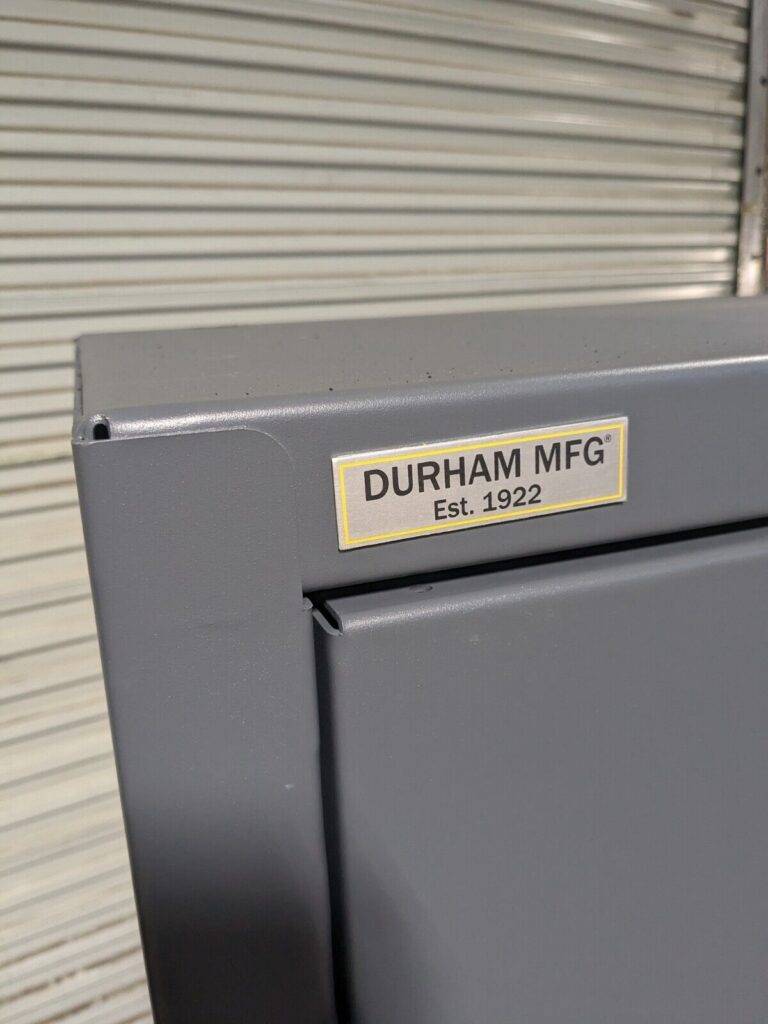 DURHAM MFG®
Est. 1922